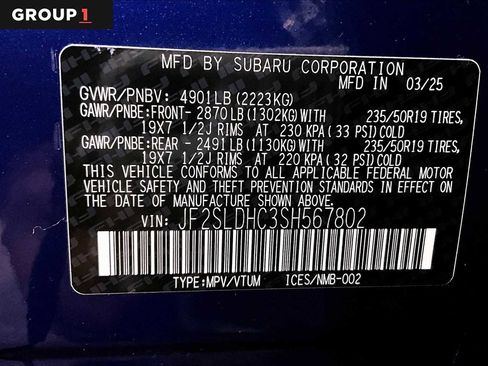 GROUP 1
MFD BY SUBARU CORPORATION
MFD IN 03/25
GVWR/PNBV: 4901LB (2223KG)
GAWR/PNBE:FRONT- 2870 LB (1302KG)WITH 235/50R19 TIRES,
19X7 1/2J RIMS AT 230 KPA (33 PSI)COLD
GAWR/PNBE:REAR - 2491LB (1130KG)WITH 235/50R19 TIRES,
19X7 1/2J RIMS AT 220 KPA (32 PSI)COLD
THIS VEHICLE CONFORMS TO ALL APPLICABLE FEDERAL MOTOR
VEHICLE SAFETY AND THEFT PREVENTION STANDARDS IN EFFECT
ON THE DATE OF MANUFACTURE SHOWN ABOVE.
VIN: JF2SLDHC3SH567802
TYPE:MPV/VTUM ICES/NMB-002